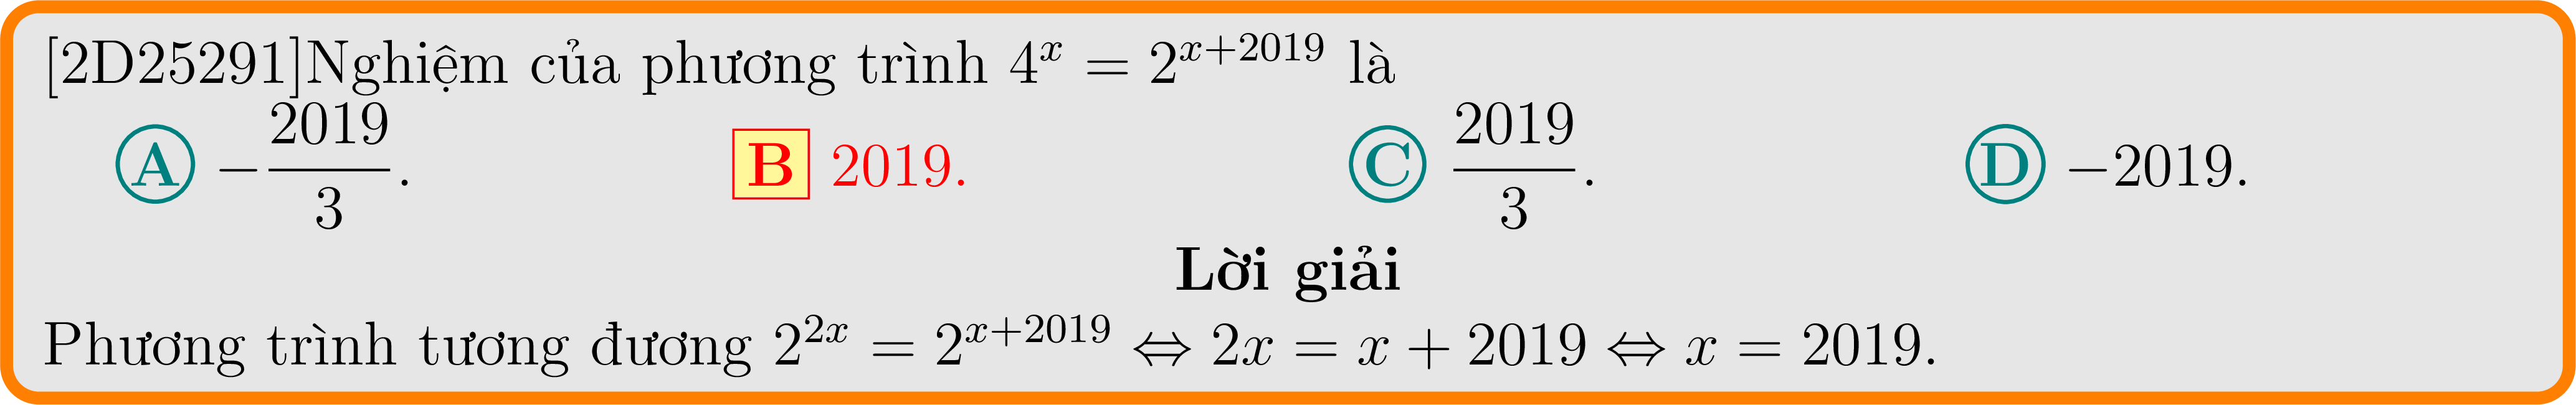 [2D25291]Nghiệm của phương trình $4^x = 2^{x+2019}$ là
A $-\frac{2019}{3}$. B 2019. C $\frac{2019}{3}$. D −2019.
Lời giải
Phương trình tương đương $2^{2x} = 2^{x+2019} \Leftrightarrow 2x = x + 2019 \Leftrightarrow x = 2019$.